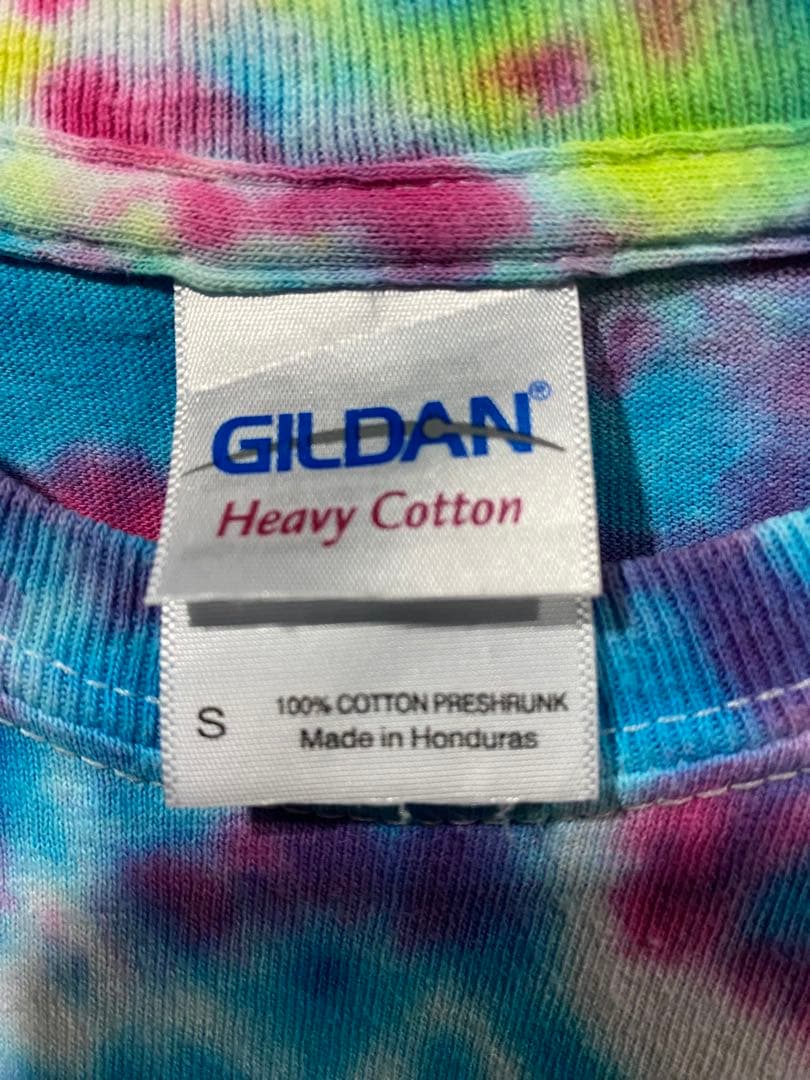 GILDAN®
Heavy Cotton
S 100% COTTON PRESHRUNK
Made in Honduras